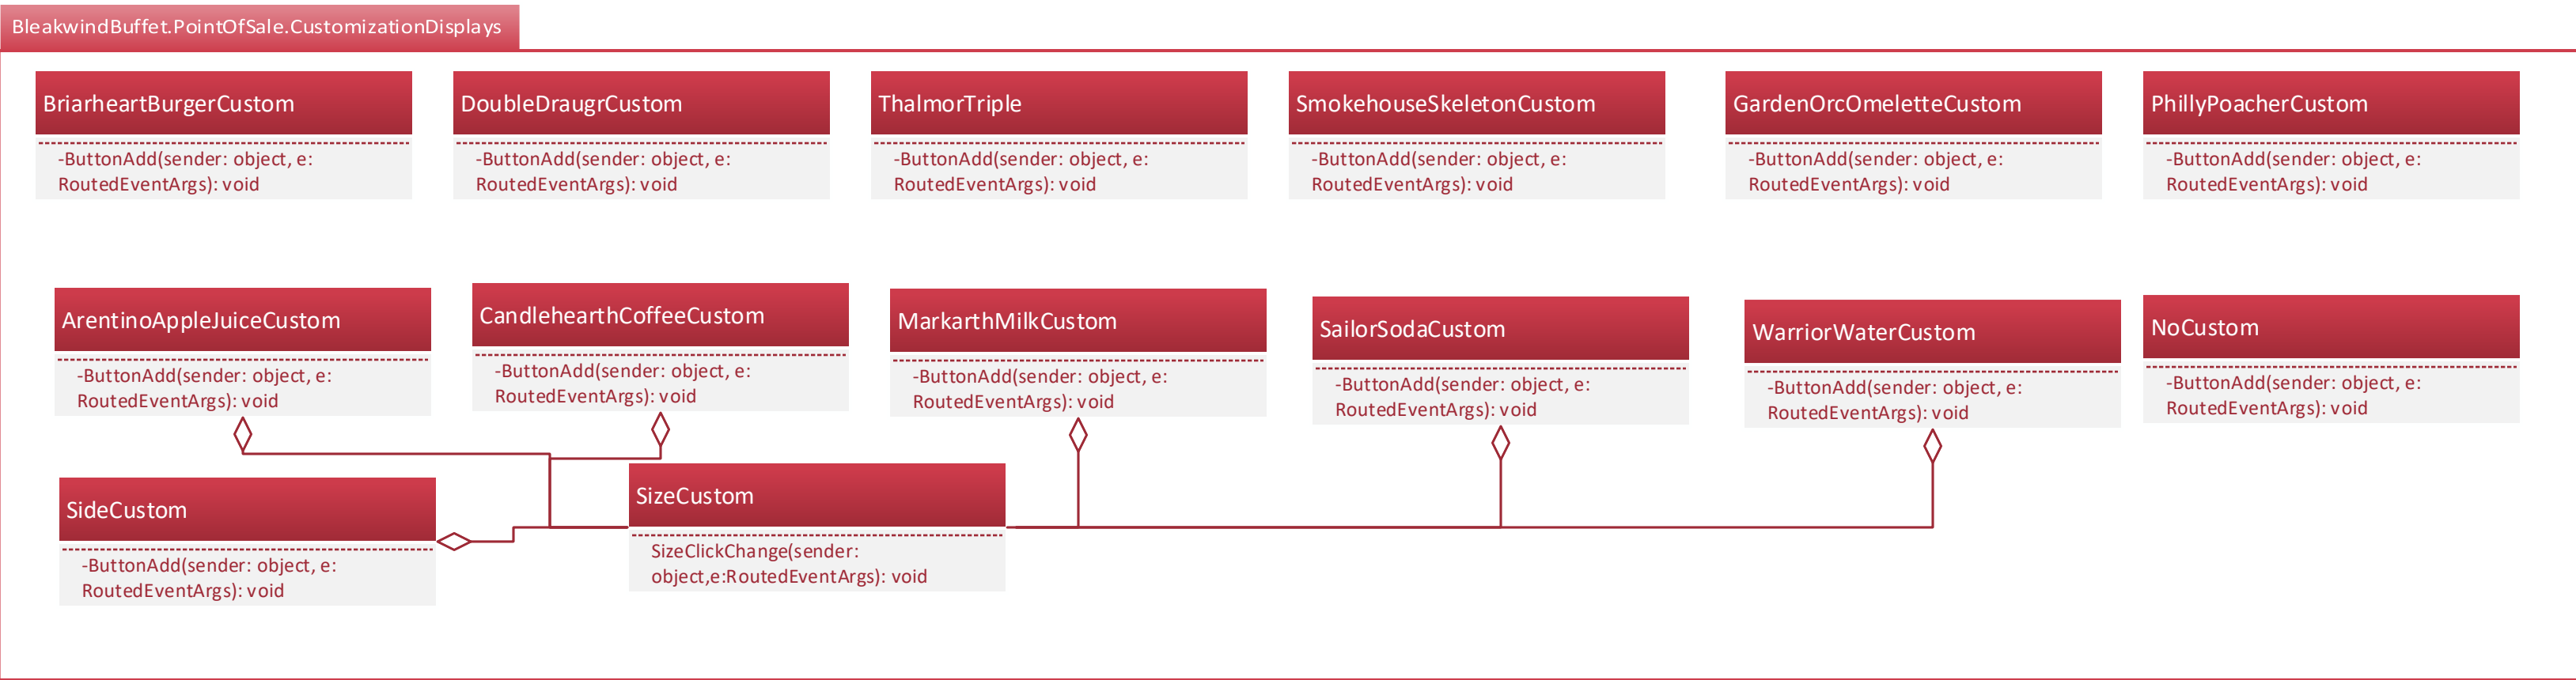 BleakwindBuffet.PointOfSale.CustomizationDisplays
BriarheartBurgerCustom
-ButtonAdd(sender: object, e:
RoutedEventArgs): void
DoubleDraugrCustom
-ButtonAdd(sender: object, e:
RoutedEventArgs): void
ThalmorTriple
-ButtonAdd(sender: object, e:
RoutedEventArgs): void
SmokehouseSkeletonCustom
-ButtonAdd(sender: object, e:
RoutedEventArgs): void
GardenOrcOmeletteCustom
-ButtonAdd(sender: object, e:
RoutedEventArgs): void
PhillyPoacherCustom
-ButtonAdd(sender: object, e:
RoutedEventArgs): void
ArentinoAppleJuiceCustom
-ButtonAdd(sender: object, e:
RoutedEventArgs): void
CandlehearthCoffeeCustom
-ButtonAdd(sender: object, e:
RoutedEventArgs): void
MarkarthMilkCustom
-ButtonAdd(sender: object, e:
RoutedEventArgs): void
SailorSodaCustom
-ButtonAdd(sender: object, e:
RoutedEventArgs): void
WarriorWaterCustom
-ButtonAdd(sender: object, e:
RoutedEventArgs): void
NoCustom
-ButtonAdd(sender: object, e:
RoutedEventArgs): void
SideCustom
-ButtonAdd(sender: object, e:
RoutedEventArgs): void
SizeCustom
SizeClickChange(sender:
object,e:RoutedEventArgs): void